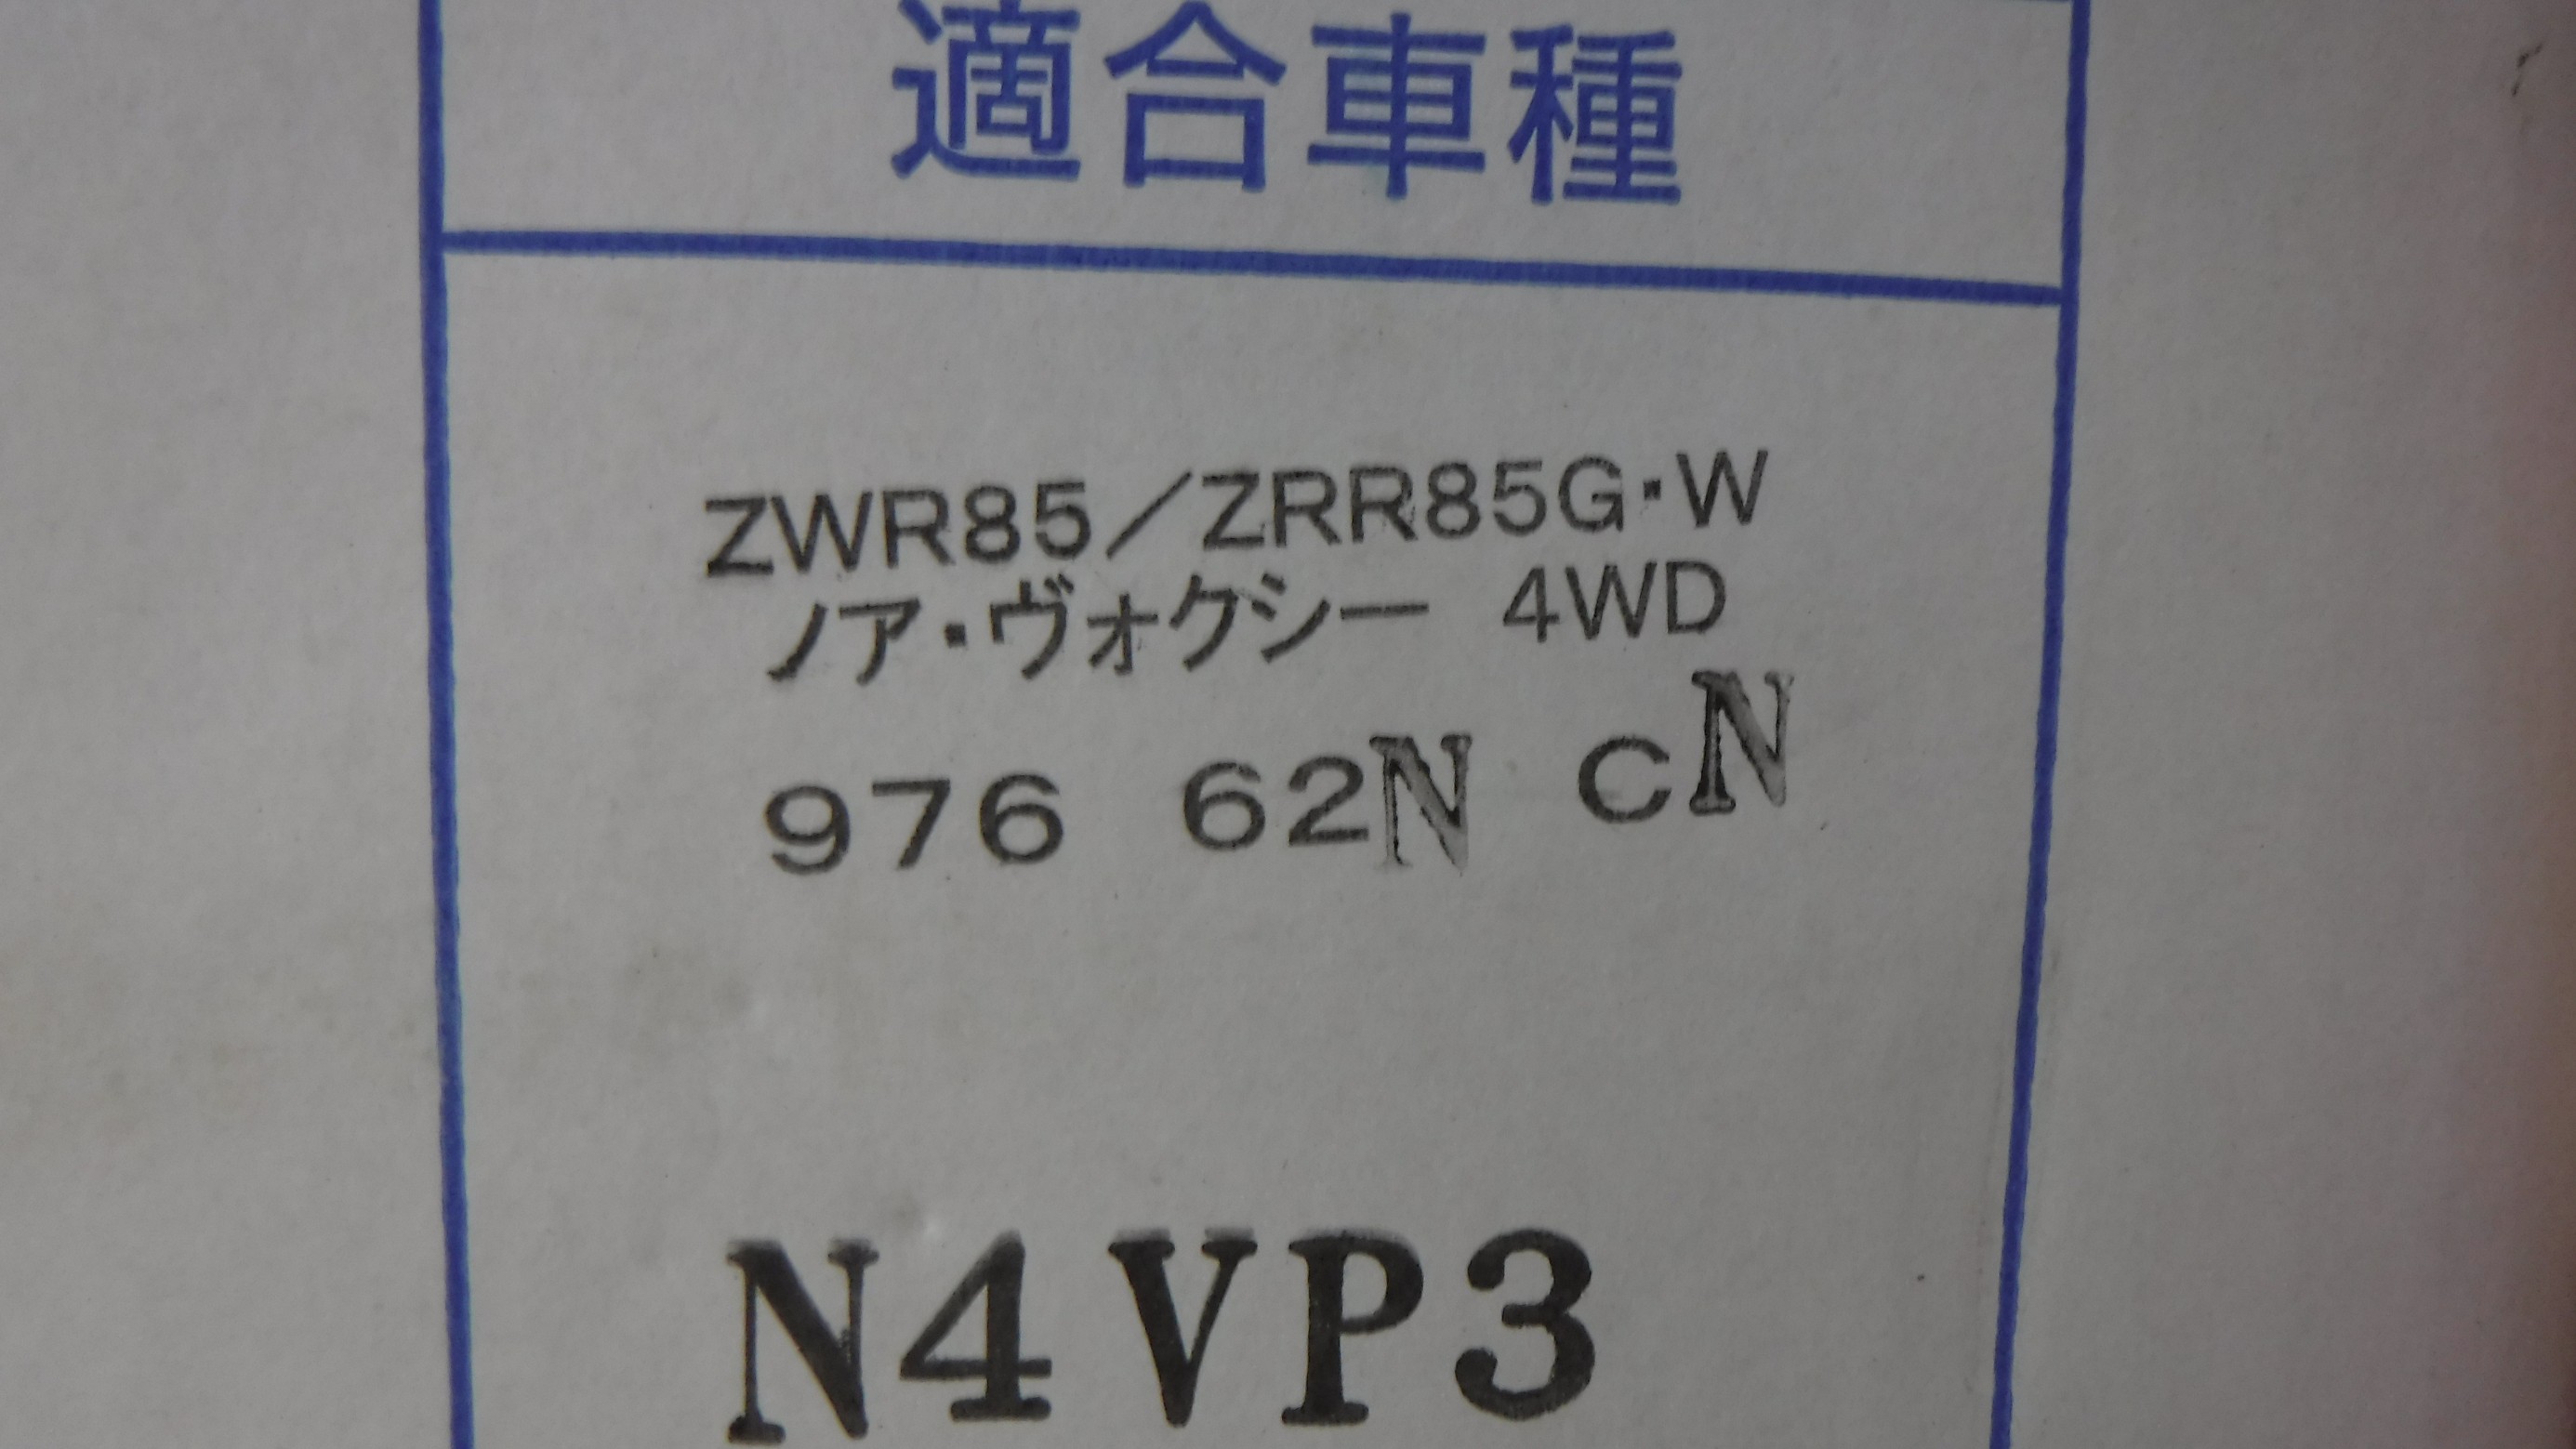 適合車種
ZWR85／ZRR85G・W
ノア・ヴォクシー 4WD
976 62N CN
N4VP3